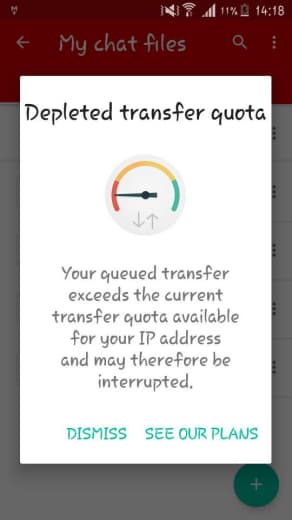 11% 14:18
My chat files
Depleted transfer quota
Your queued transfer
exceeds the current
transfer quota available
for your IP address
and may therefore be
interrupted.
DISMISS SEE OUR PLANS